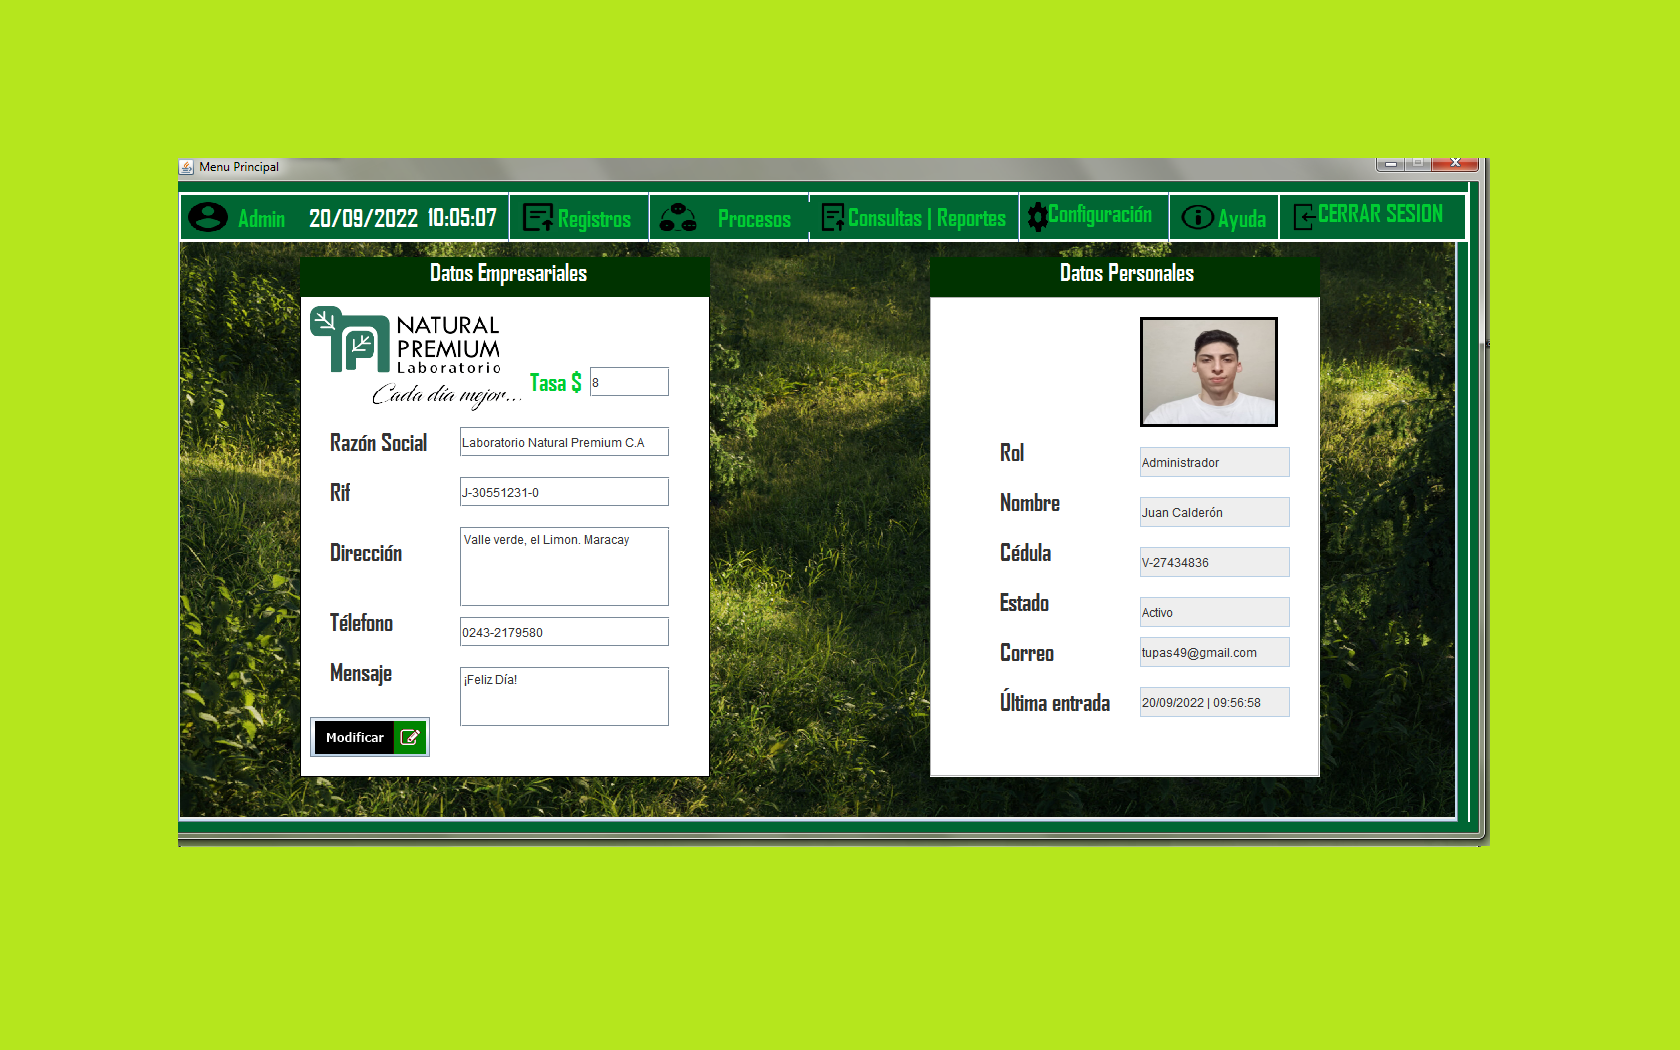 Menu Principal
Admin 20/09/2022 10:05:07 Registros Procesos Consultas | Reportes Configuración Ayuda CERRAR SESION
Datos Empresariales
NATURAL
PREMIUM
Laboratorio
Cada día mejor...
Tasa $ 8
Razón Social Laboratorio Natural Premium C.A
Rif J-30551231-0
Dirección Valle verde, el Limon. Maracay
Télefono 0243-2179580
Mensaje ¡Feliz Día!
Modificar
Datos Personales
Rol Administrador
Nombre Juan Calderón
Cédula V-27434836
Estado Activo
Correo tupas49@gmail.com
Última entrada 20/09/2022 | 09:56:58